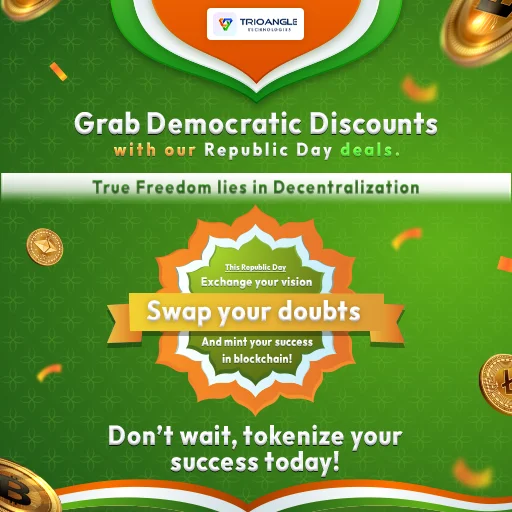 TRIOANGLE
TECHNOLOGIES
Grab Democratic Discounts
with our Republic Day deals.
True Freedom lies in Decentralization
This Republic Day
Exchange your vision
Swap your doubts
And mint your success
in blockchain!
Don't wait, tokenize your
success today!